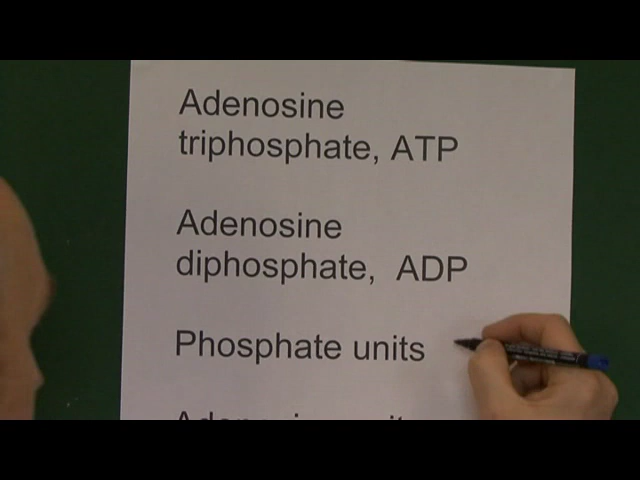 Adenosine
triphosphate, ATP
Adenosine
diphosphate, ADP
Phosphate units